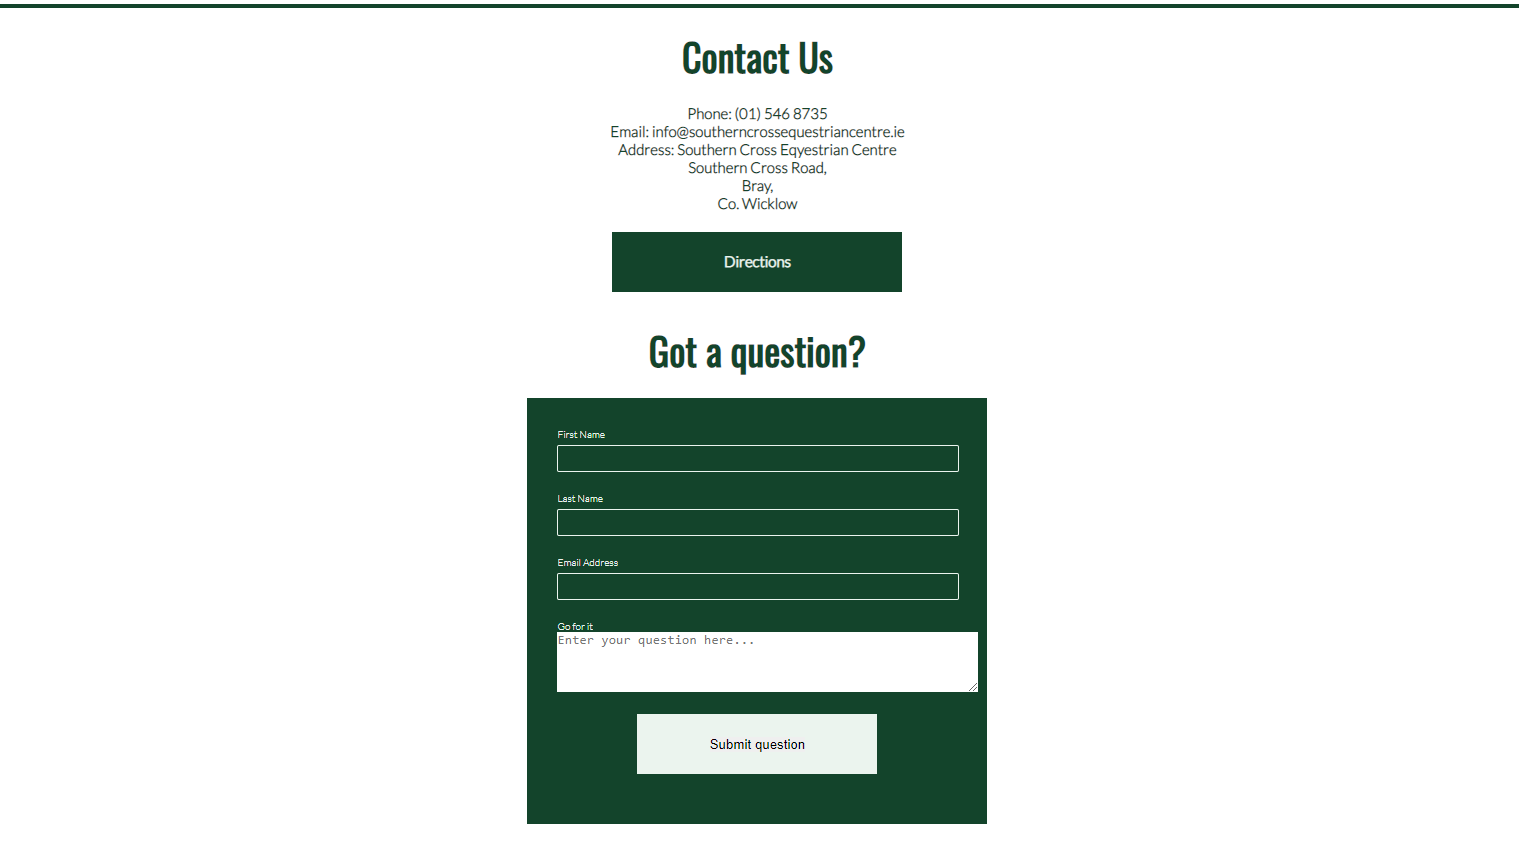 Contact Us
Phone: (01) 546 8735
Email: info@southerncrossequestriancentre.ie
Address: Southern Cross Eqyestrian Centre
Southern Cross Road,
Bray,
Co. Wicklow
Directions
Got a question?
First Name
Last Name
Email Address
Go for it
Enter your question here...
Submit question